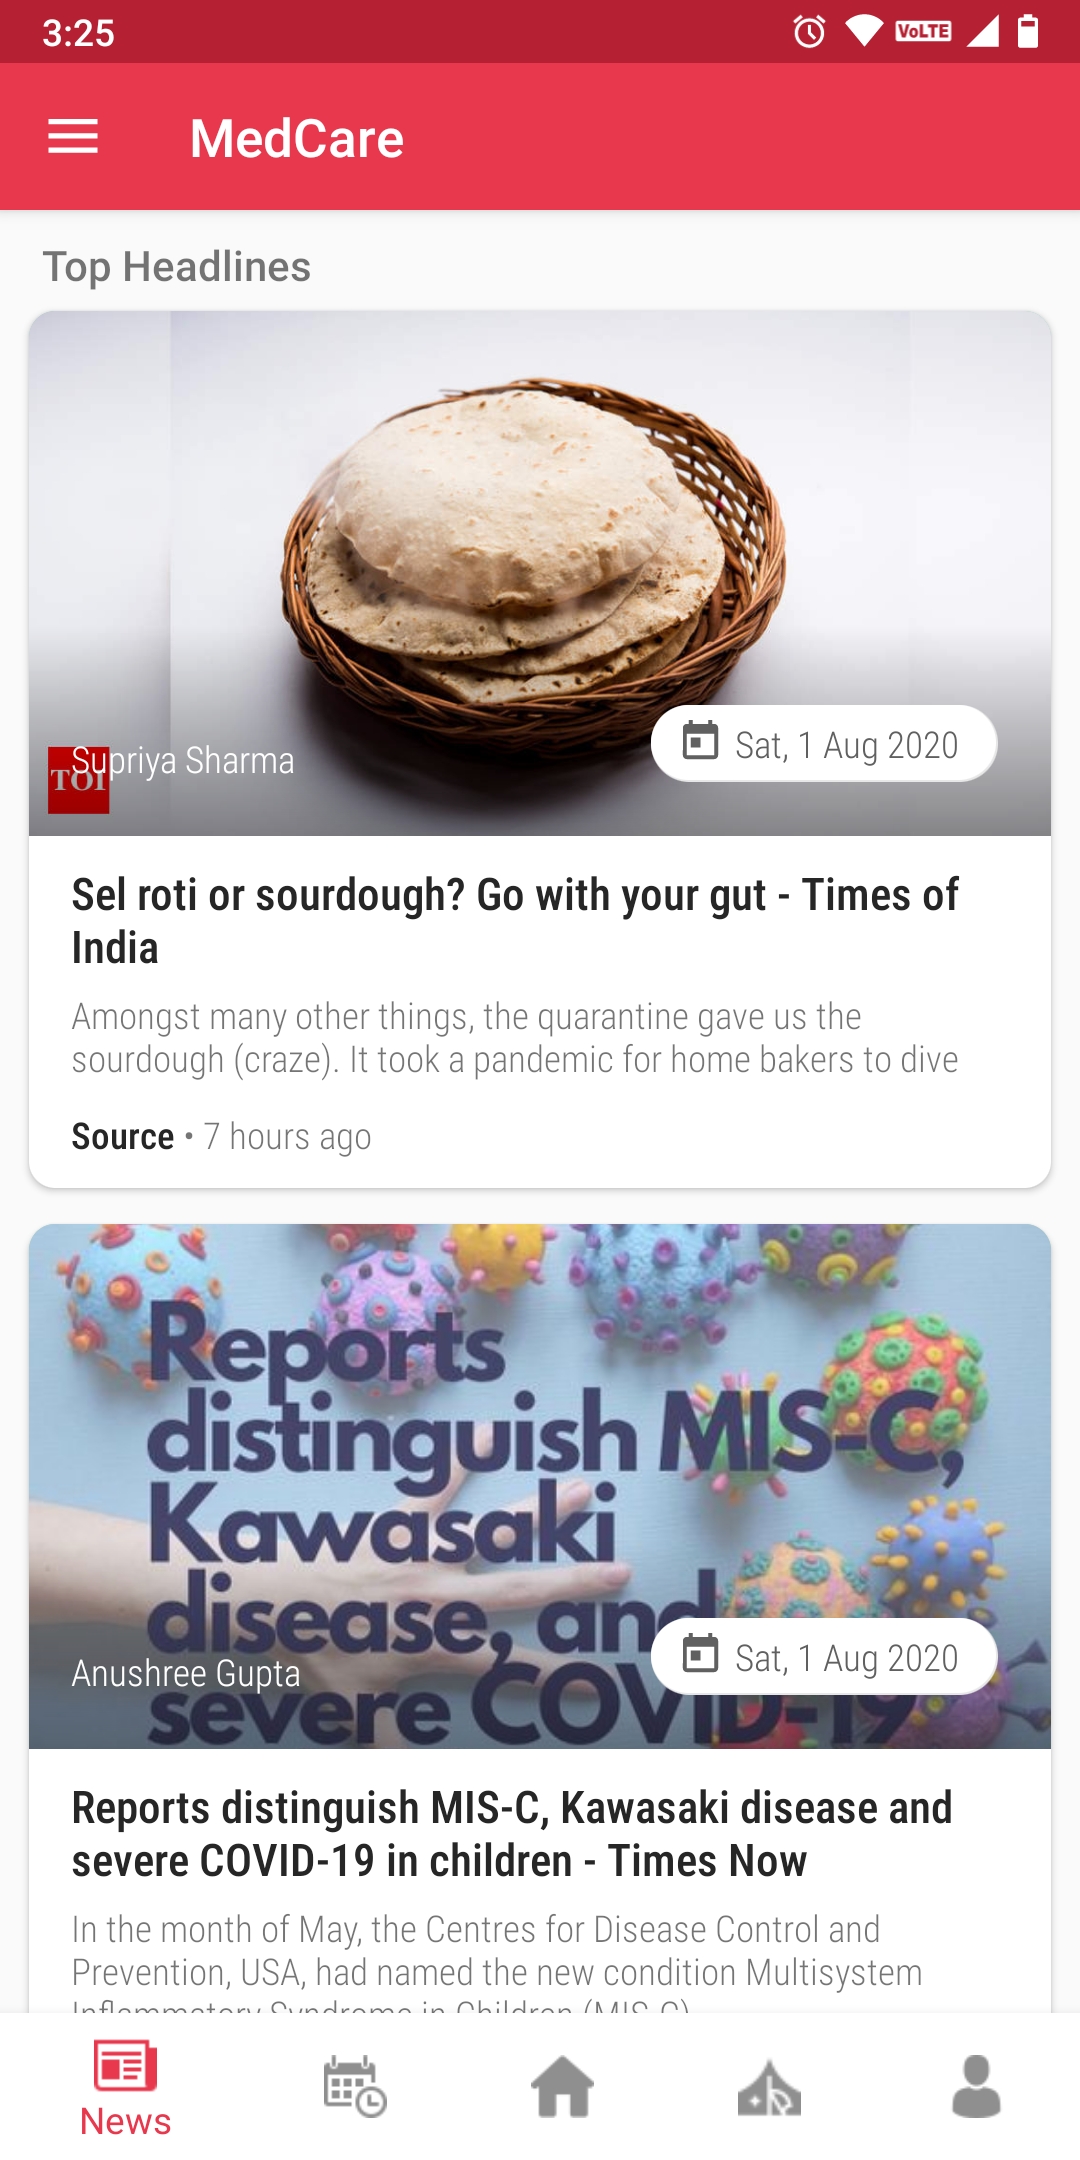 3:25
VoLTE
MedCare
Top Headlines
TOI
Supriya Sharma
Sat, 1 Aug 2020
Sel roti or sourdough? Go with your gut - Times of
India
Amongst many other things, the quarantine gave us the
sourdough (craze). It took a pandemic for home bakers to dive
Source • 7 hours ago
Reports
distinguish MIS-C,
Kawasaki
disease, and
severe COVID-19
Anushree Gupta
Sat, 1 Aug 2020
Reports distinguish MIS-C, Kawasaki disease and
severe COVID-19 in children - Times Now
In the month of May, the Centres for Disease Control and
Prevention, USA, had named the new condition Multisystem
Inflammatory Syndrome in Children (MIS-C)
News